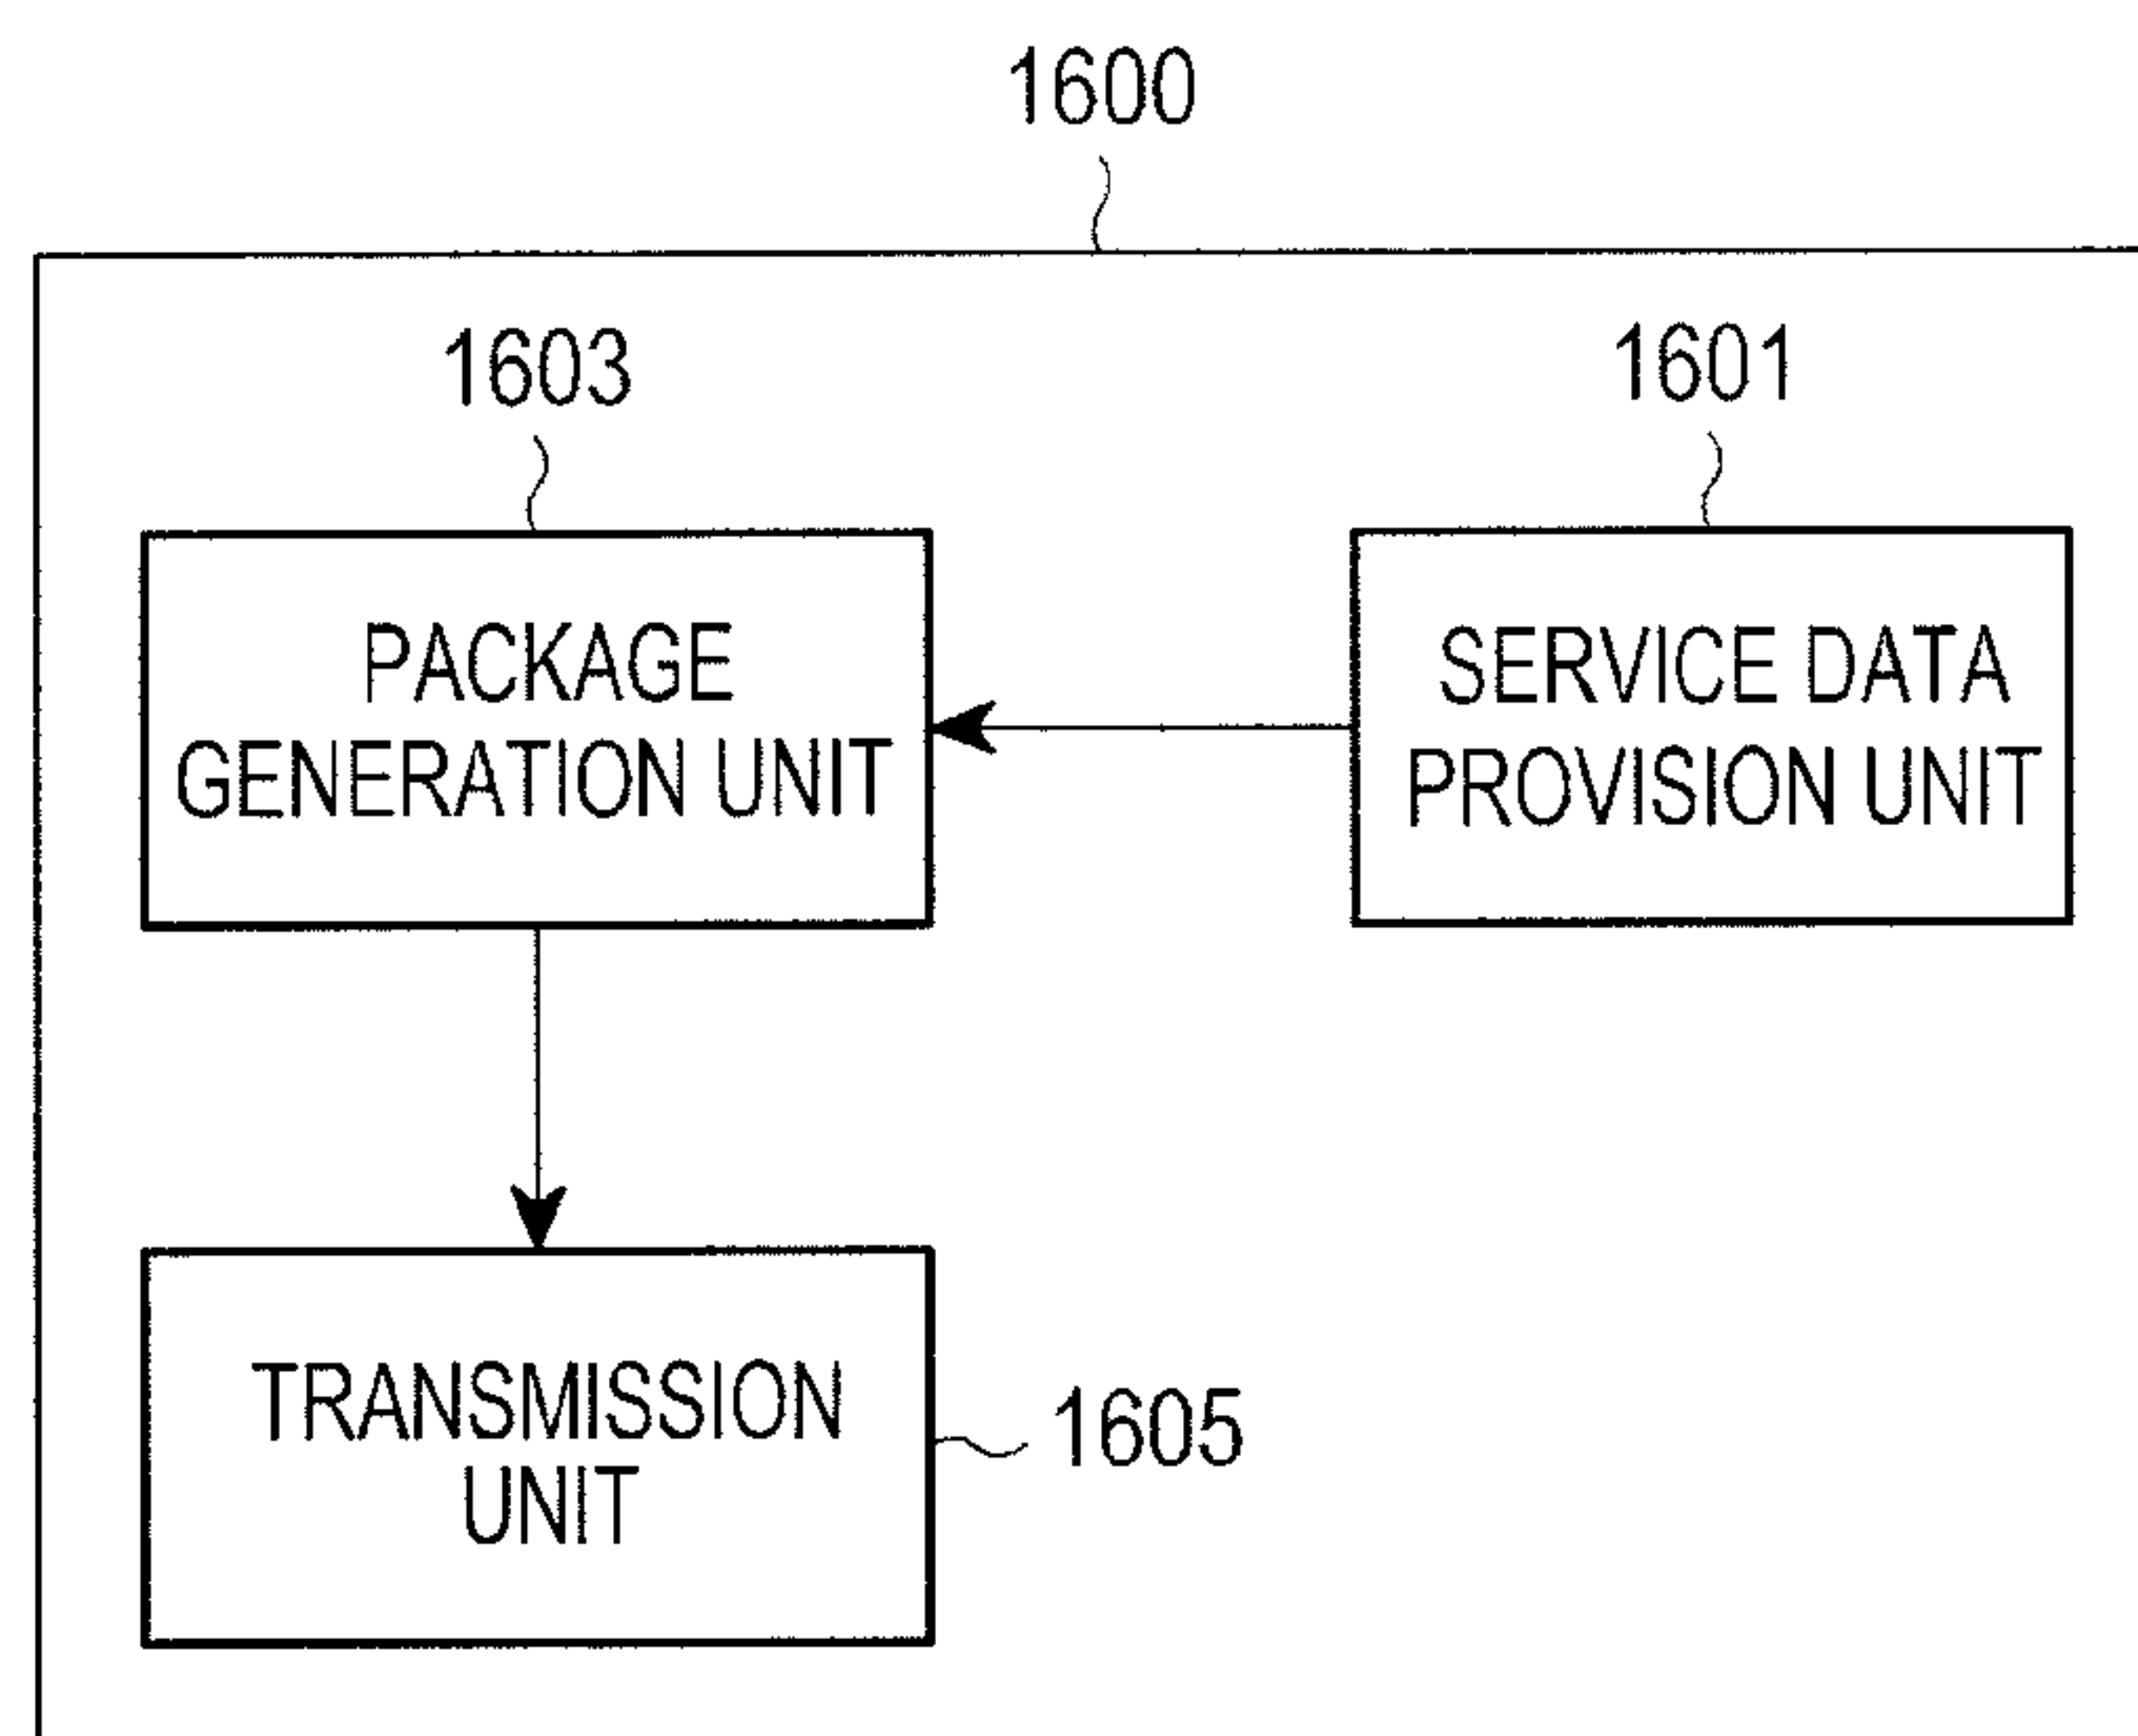 1600
1603
1601
PACKAGE
GENERATION UNIT
SERVICE DATA
PROVISION UNIT
TRANSMISSION
UNIT
1605